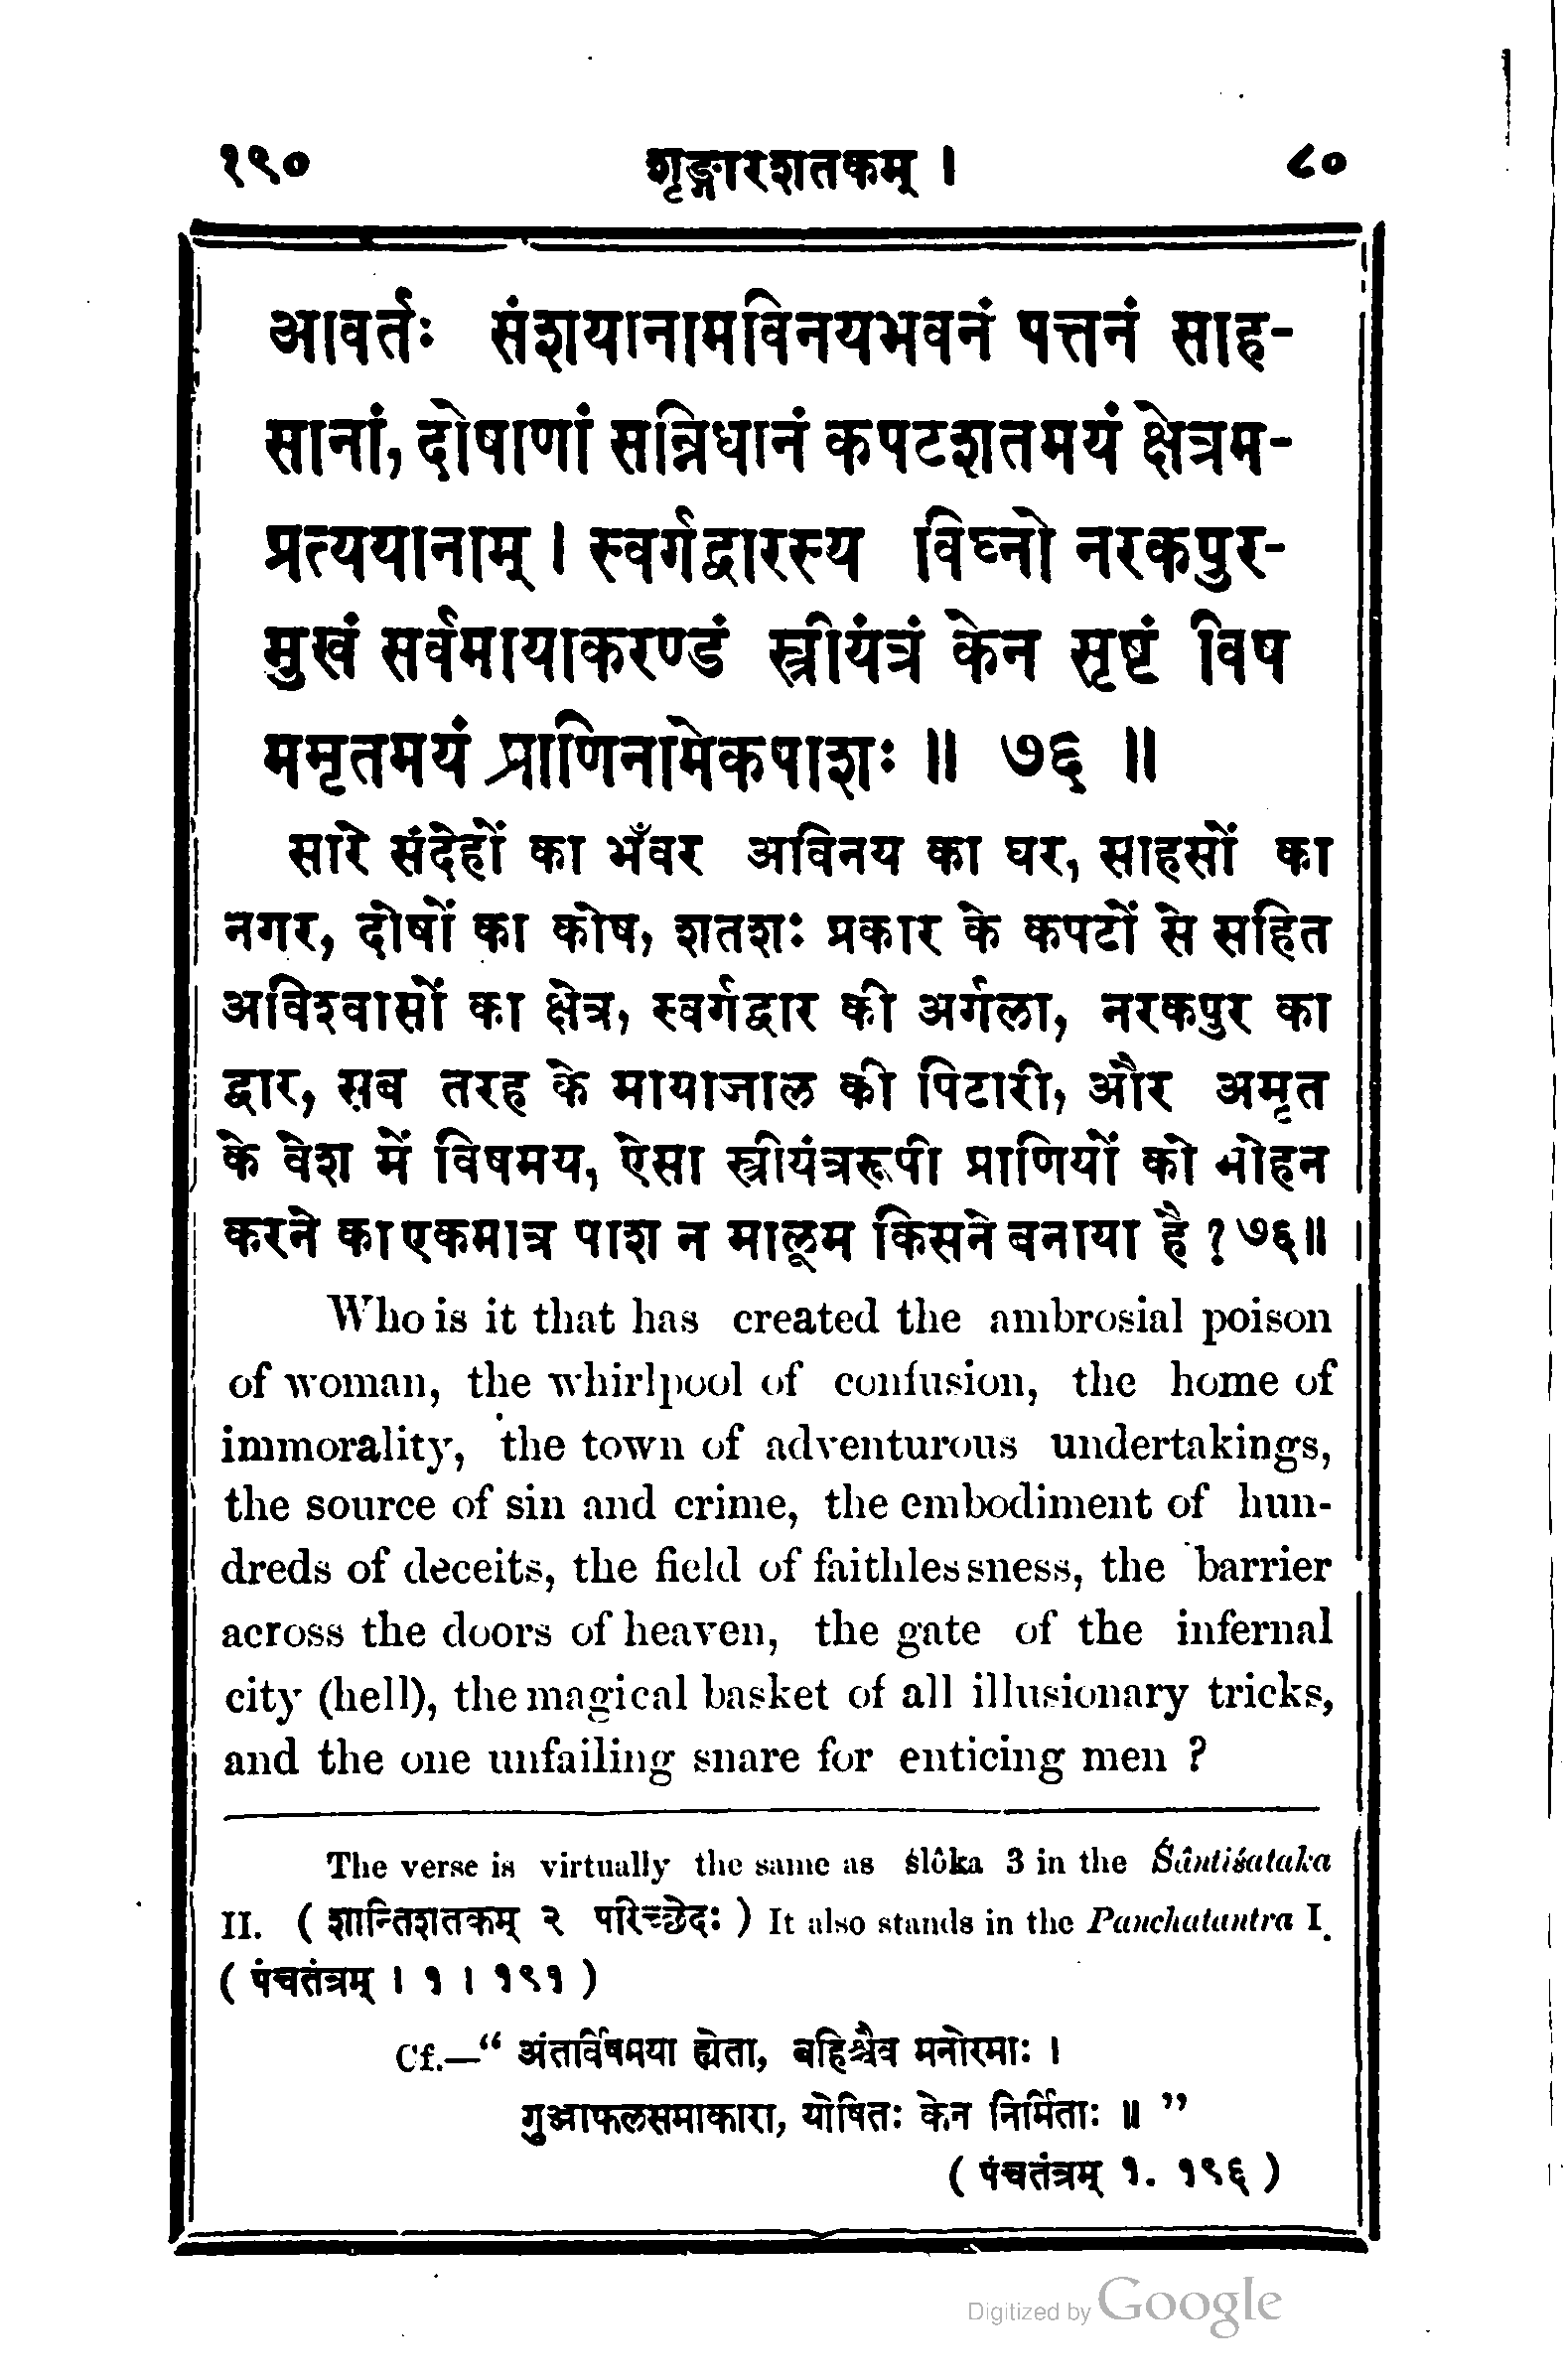 १९० शृङ्गारशतकम् । ८०
आवर्तः संशयानामविनयभवनं पत्तनं साह-
सानां, दोषाणां सन्निधानं कपटशतमयं क्षेत्रम-
प्रत्ययानाम् । स्वर्गद्वारस्य विघ्नो नरकपुर-
मुखं सर्वमायाकरण्डं स्त्रीयंत्रं केन सृष्टं विष
ममृतमयं प्राणिनामेकपाशः ॥ ७६ ॥
सारे संदेहों का भँवर अविनय का घर, साहसों का
नगर, दोषों का कोष, शतशः प्रकार के कपटों से सहित
अविश्वासों का क्षेत्र, स्वर्गद्वार की अर्गला, नरकपुर का
द्वार, सब तरह के मायाजाल की पिटारी, और अमृत
के वेश में विषमय, ऐसा स्त्रीयंत्ररूपी प्राणियों को मोहन
करने का एकमात्र पाश न मालूम किसने बनाया है ? ७६॥
Who is it that has created the ambrosial poison
of woman, the whirlpool of confusion, the home of
immorality, the town of adventurous undertakings,
the source of sin and crime, the embodiment of hun-
dreds of deceits, the field of faithlessness, the barrier
across the doors of heaven, the gate of the infernal
city (hell), the magical basket of all illusionary tricks,
and the one unfailing snare for enticing men ?
The verse is virtually the same as ślôka 3 in the Śântiśataka
II. ( शान्तिशतकम् २ परिच्छेदः ) It also stands in the Panchatantra I.
( पंचतंत्रम् । १ । १९१ )
Cf.—“ अंतर्विषमया ह्येता, बहिश्चैव मनोरमाः ।
गुञ्जाफलसमाकारा, योषितः केन निर्मिताः ॥ ”
( पंचतंत्रम् १. १९६ )
Digitized by Google